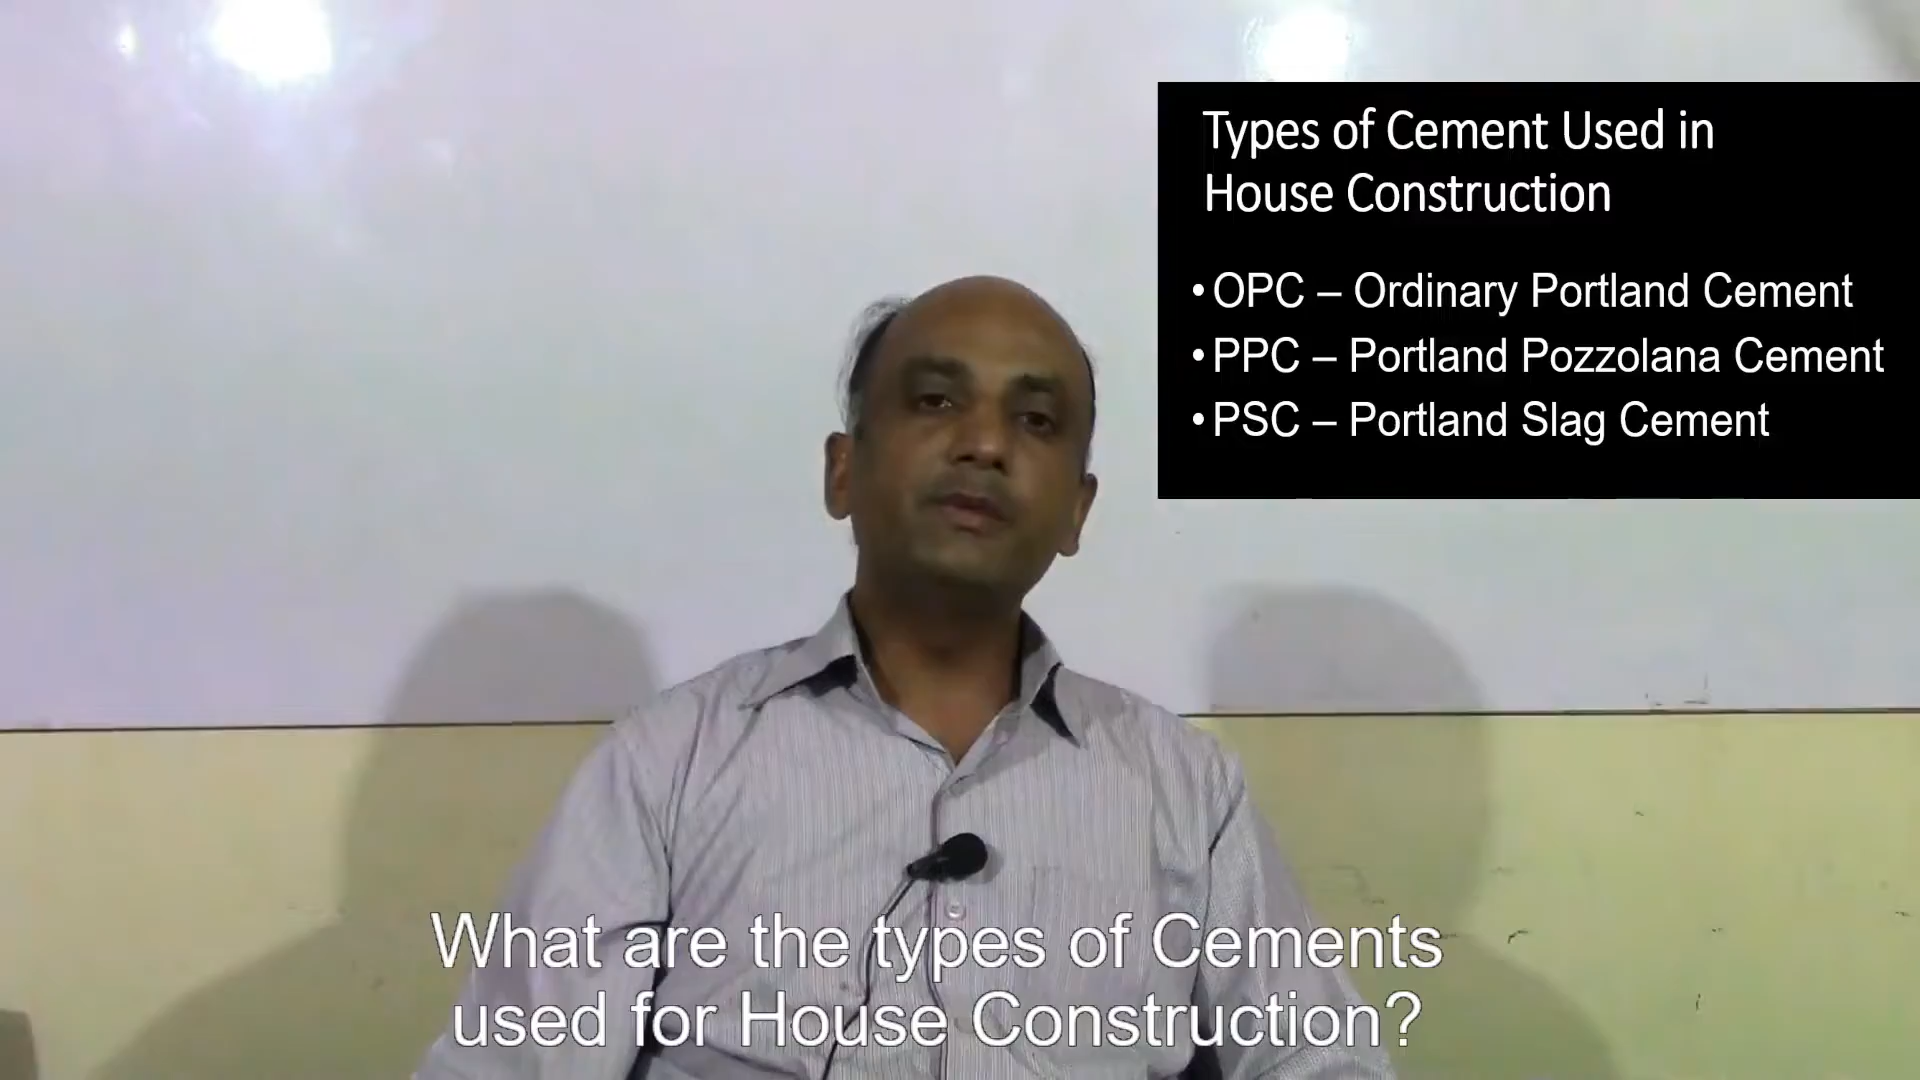 Types of Cement Used in
House Construction
•OPC – Ordinary Portland Cement
•PPC – Portland Pozzolana Cement
•PSC – Portland Slag Cement
What are the types of Cements
used for House Construction?